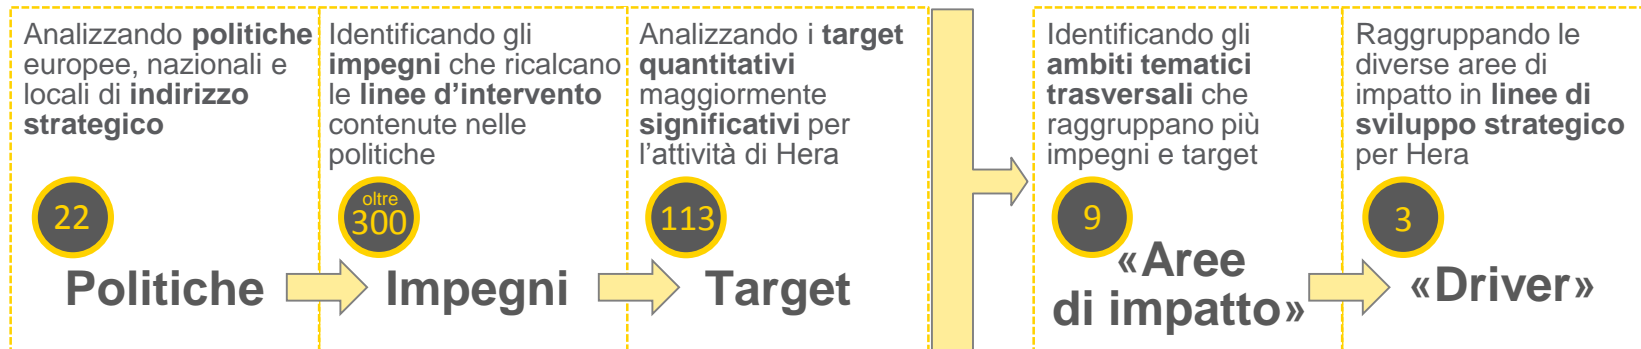 Analizzando politiche
europee, nazionali e
locali di indirizzo
strategico
22
Politiche
Identificando gli
impegni che ricalcano
le linee d'intervento
contenute nelle
politiche
oltre
300
Impegni
Analizzando i target
quantitativi
maggiormente
significativi per
l'attività di Hera
113
Target
Identificando gli
ambiti tematici
trasversali che
raggruppano più
impegni e target
9
«Aree
di impatto»
Raggruppando le
diverse aree di
impatto in linee di
sviluppo strategico
per Hera
3
«Driver»